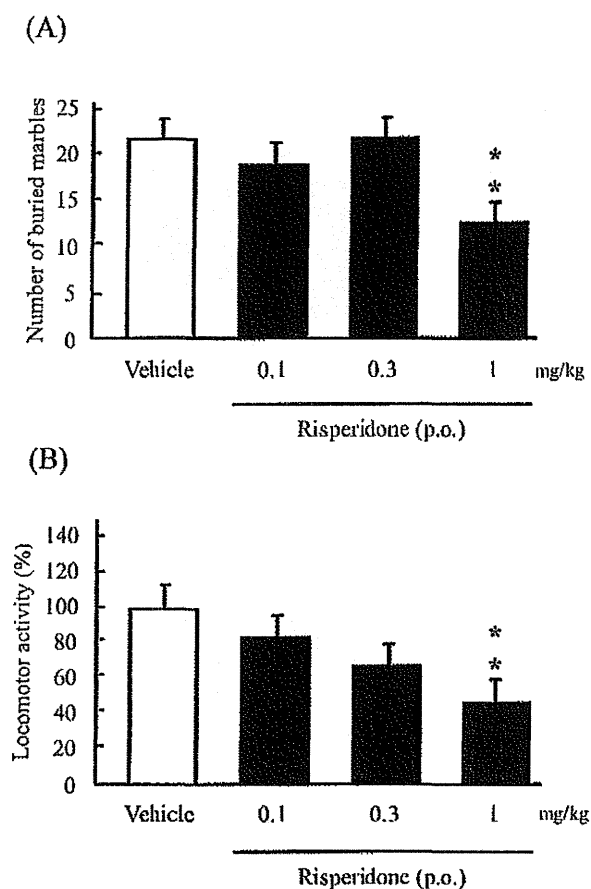 (A)
Number of buried marbles
25
20
15
10
5
0
* *
Vehicle 0.1 0.3 1 mg/kg
Risperidone (p.o.)
(B)
Locomotor activity (%)
140
120
100
80
60
40
20
0
* *
Vehicle 0.1 0.3 1 mg/kg
Risperidone (p.o.)